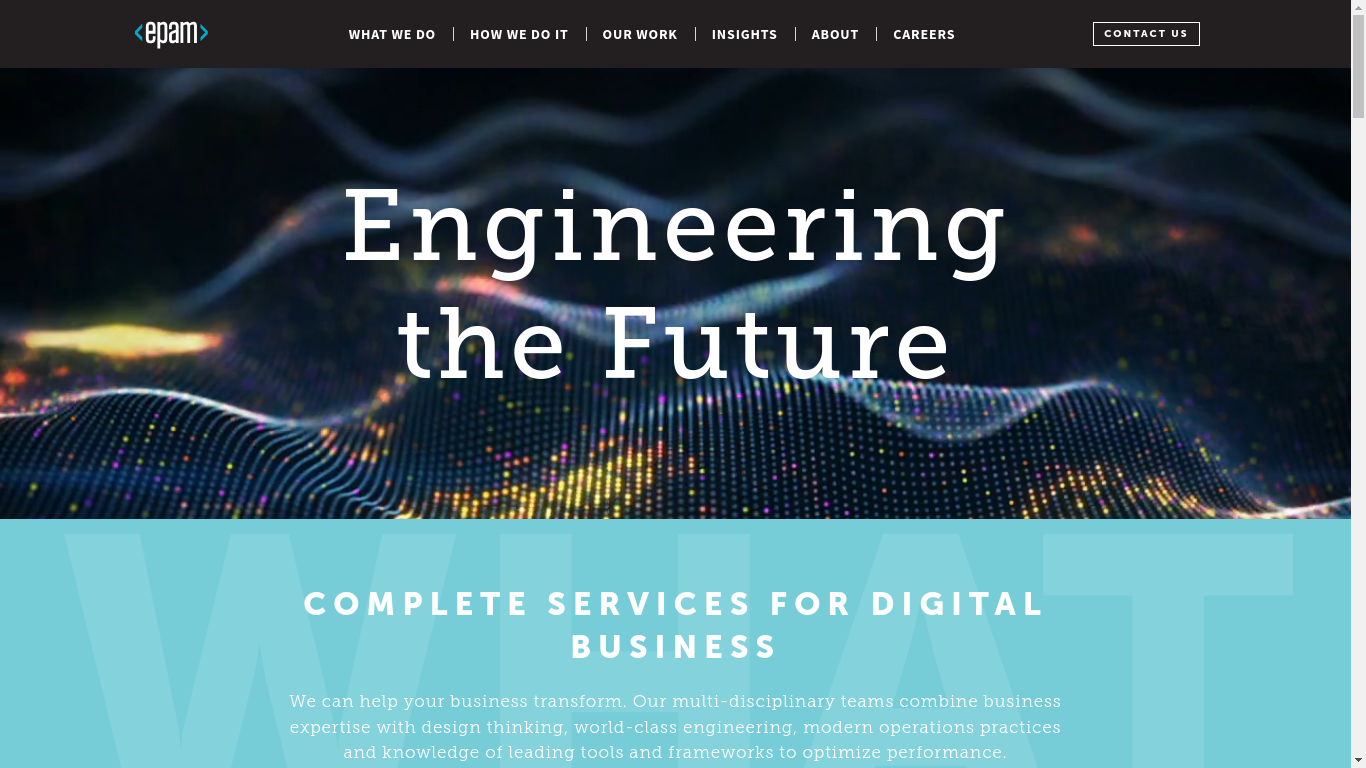 <epam>
WHAT WE DO
HOW WE DO IT
OUR WORK
INSIGHTS
ABOUT
CAREERS
CONTACT US
Engineering
the Future
WHAT
COMPLETE SERVICES FOR DIGITAL
BUSINESS
We can help your business transform. Our multi-disciplinary teams combine business
expertise with design thinking, world-class engineering, modern operations practices
and knowledge of leading tools and frameworks to optimize performance.